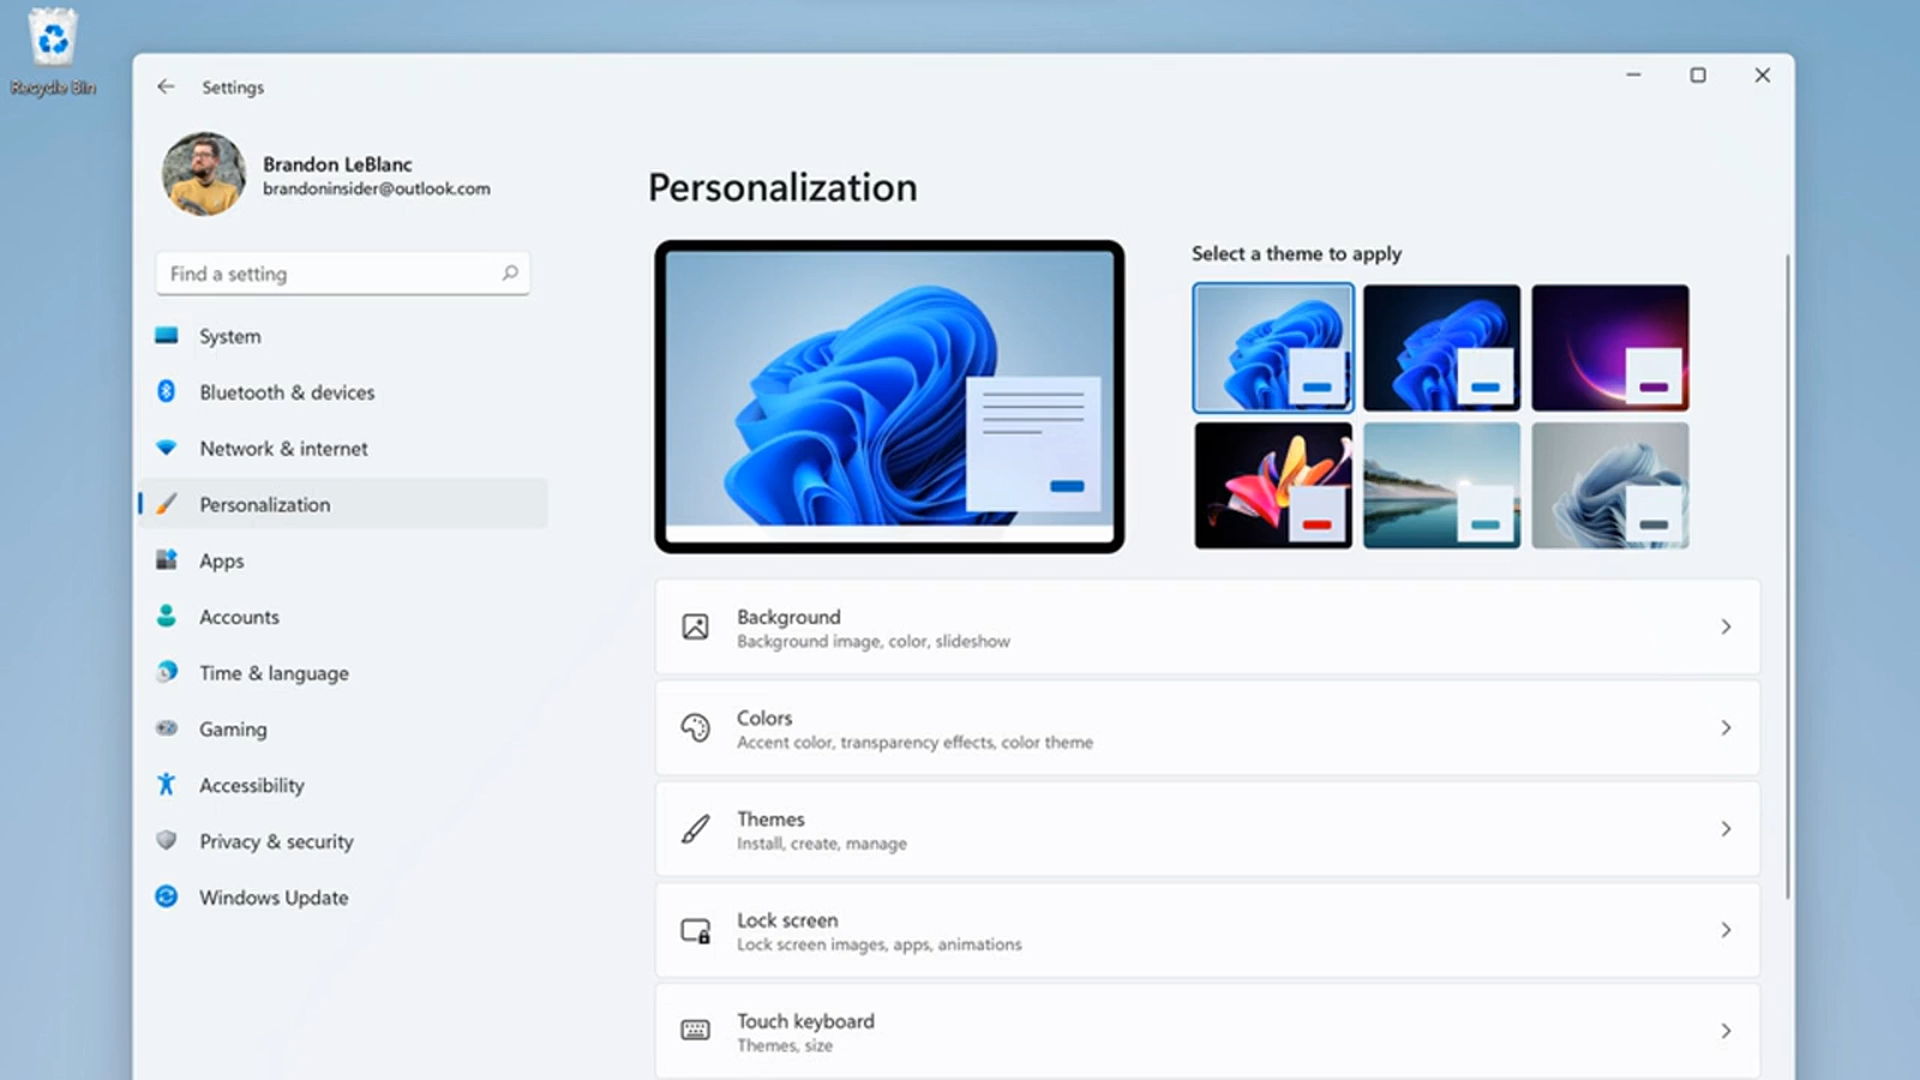 Recycle Bin
Settings
Brandon LeBlanc
brandoninsider@outlook.com
Find a setting
System
Bluetooth & devices
Network & internet
Personalization
Apps
Accounts
Time & language
Gaming
Accessibility
Privacy & security
Windows Update
Personalization
Select a theme to apply
Background
Background image, color, slideshow
Colors
Accent color, transparency effects, color theme
Themes
Install, create, manage
Lock screen
Lock screen images, apps, animations
Touch keyboard
Themes, size